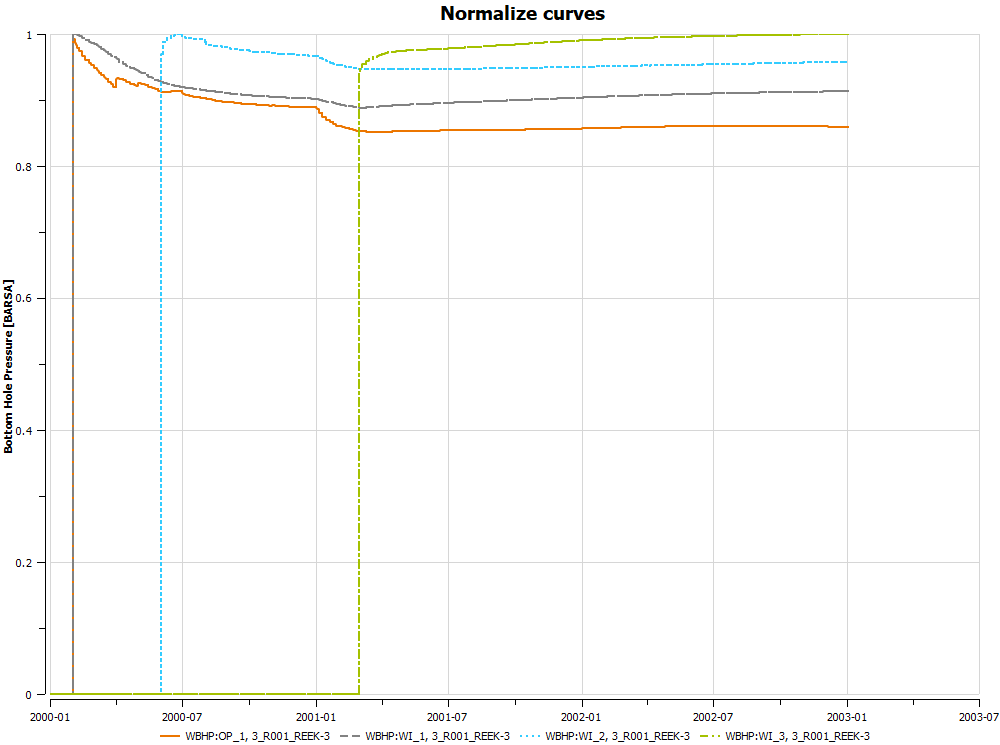 Normalize curves
Bottom Hole Pressure [BARSA]
1
0.8
0.6
0.4
0.2
0
2000-01 2000-07 2001-01 2001-07 2002-01 2002-07 2003-01 2003-07
WBHP:OP_1, 3_R001_REEK-3 WBHP:WI_1, 3_R001_REEK-3 WBHP:WI_2, 3_R001_REEK-3 WBHP:WI_3, 3_R001_REEK-3